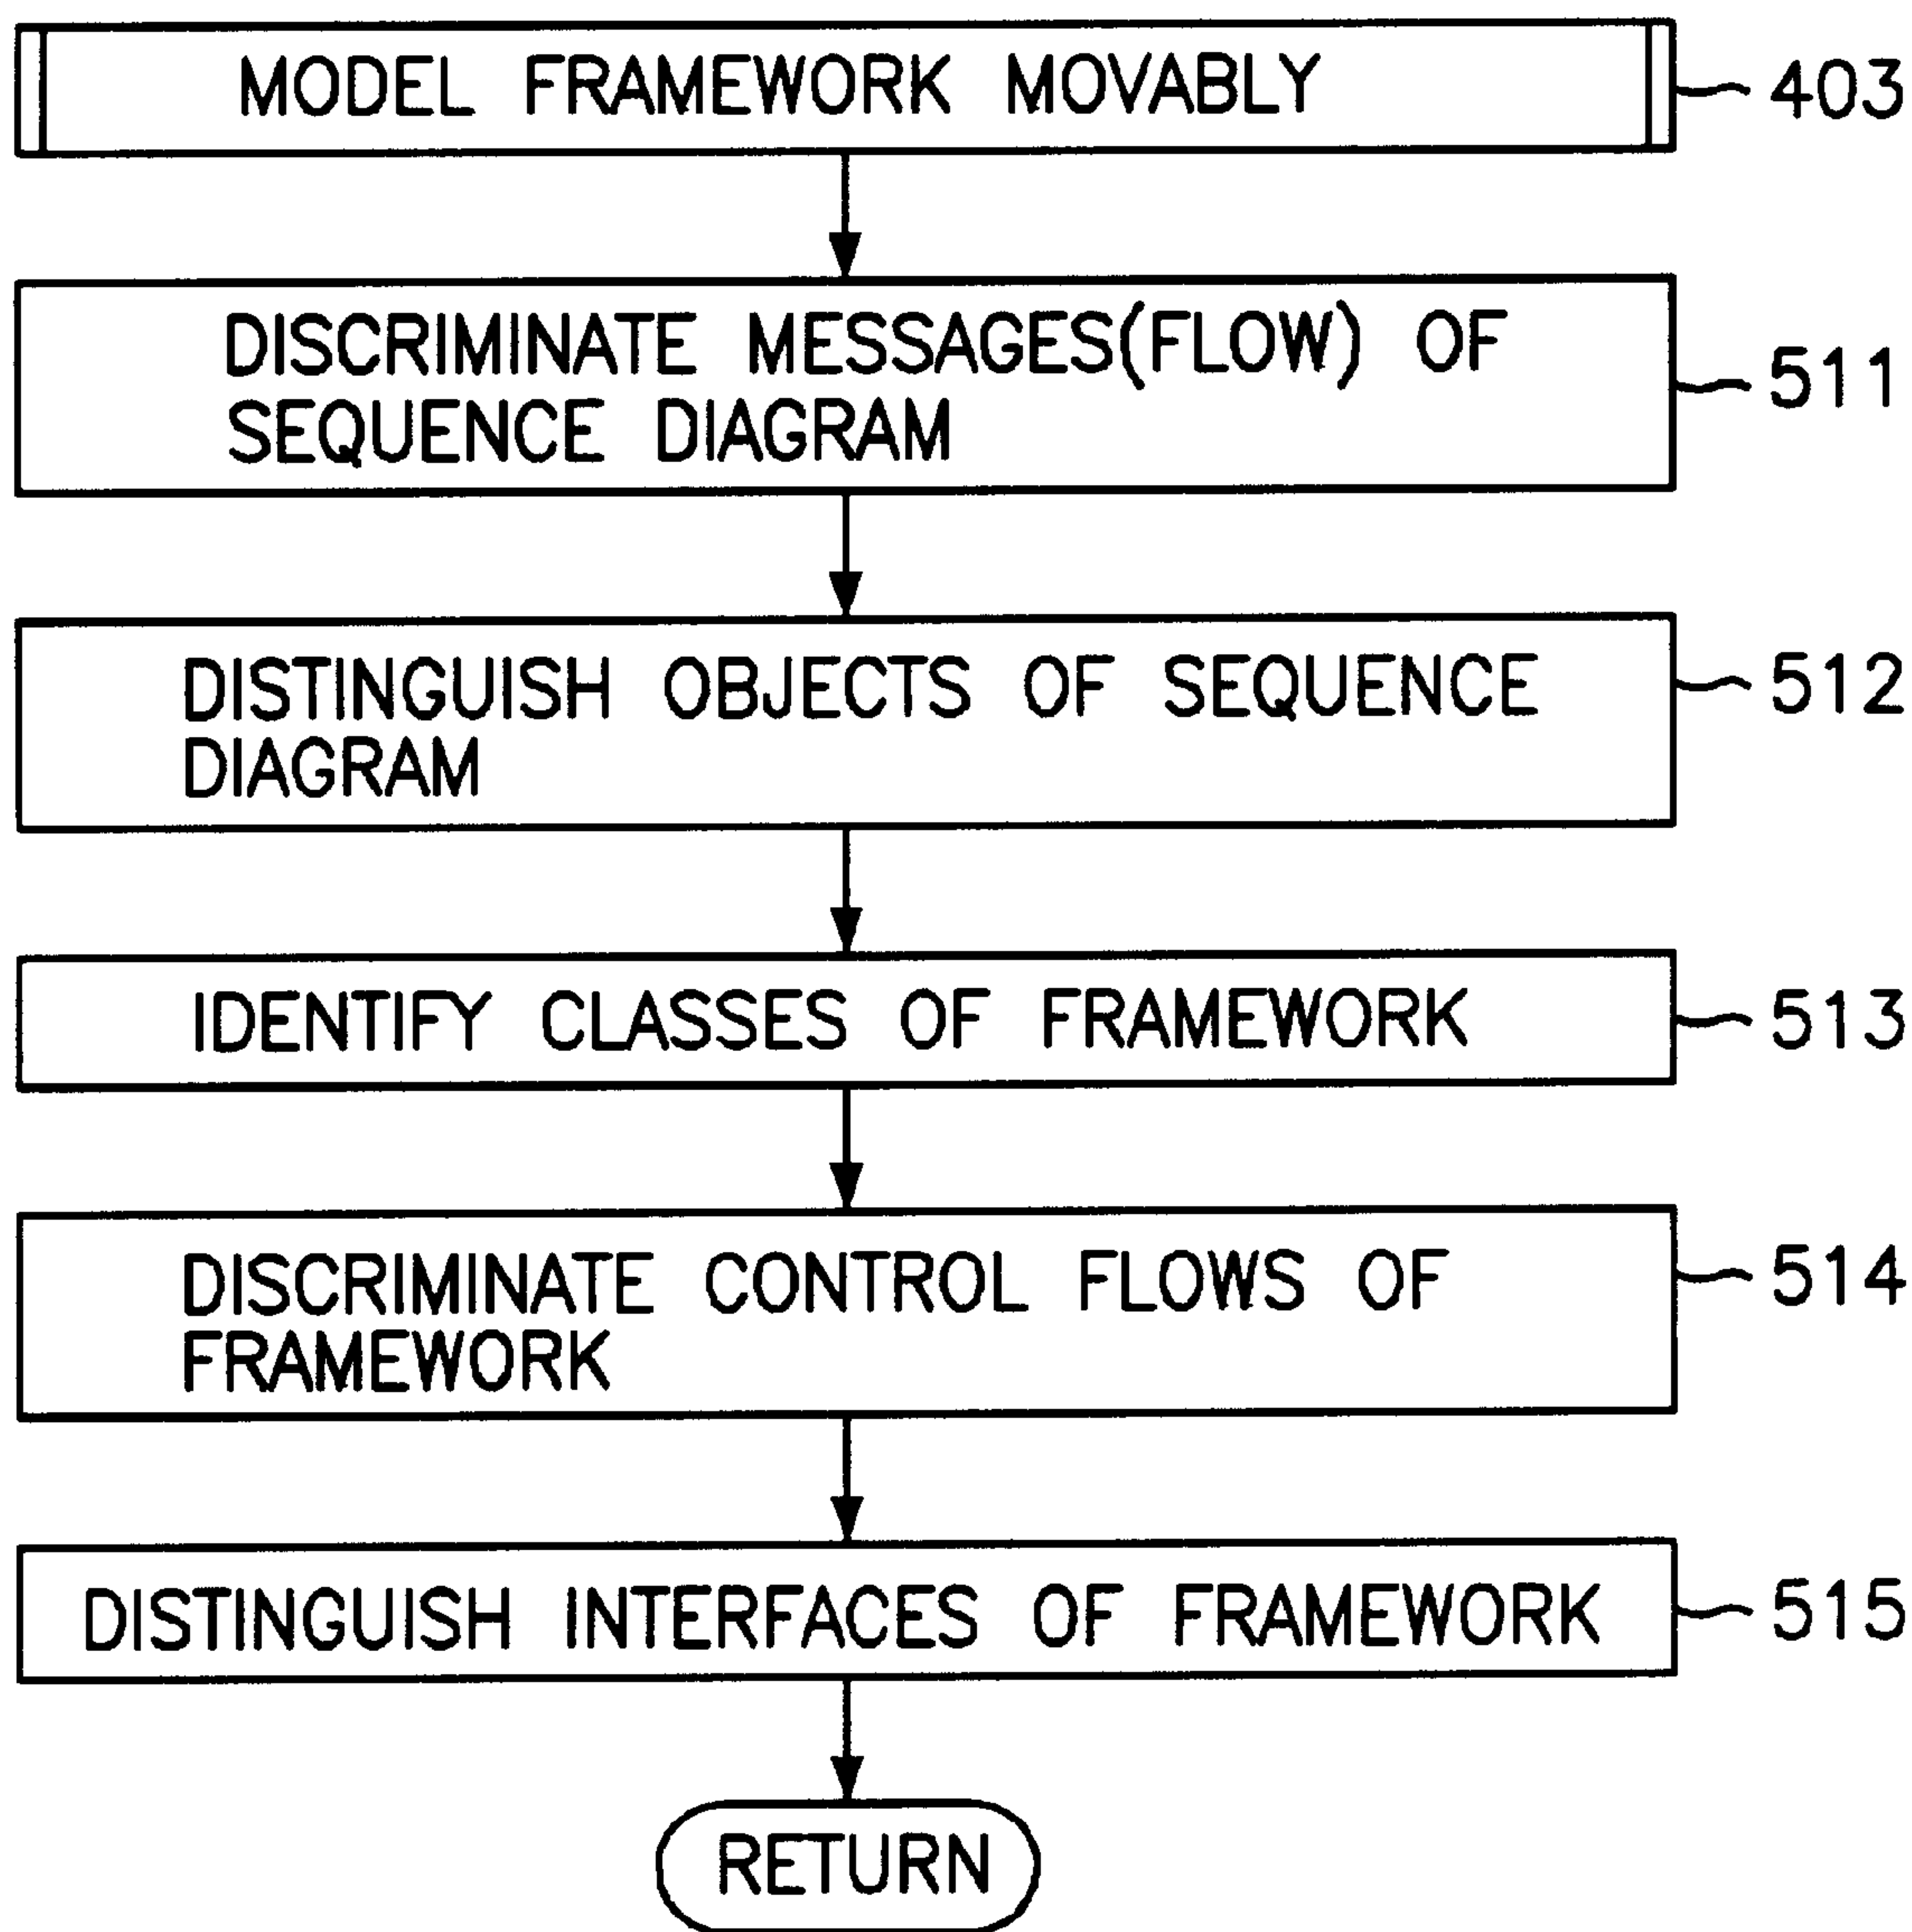 MODEL FRAMEWORK MOVABLY
403
DISCRIMINATE MESSAGES(FLOW) OF
SEQUENCE DIAGRAM
511
DISTINGUISH OBJECTS OF SEQUENCE
DIAGRAM
512
IDENTIFY CLASSES OF FRAMEWORK
513
DISCRIMINATE CONTROL FLOWS OF
FRAMEWORK
514
DISTINGUISH INTERFACES OF FRAMEWORK
515
RETURN